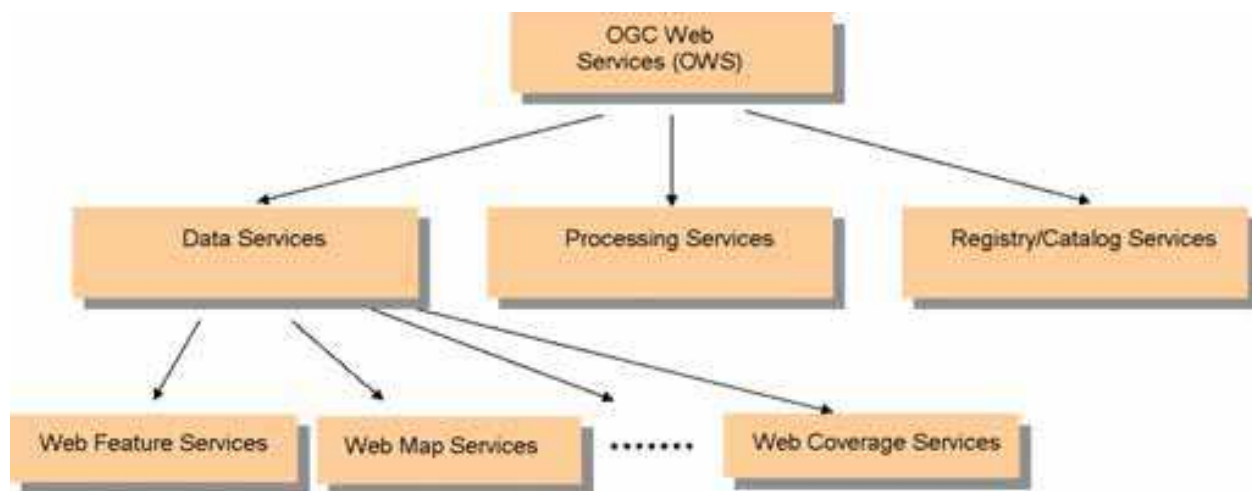 OGC Web
Services (OWS)
Data Services
Processing Services
Registry/Catalog Services
Web Feature Services
Web Map Services
.......
Web Coverage Services